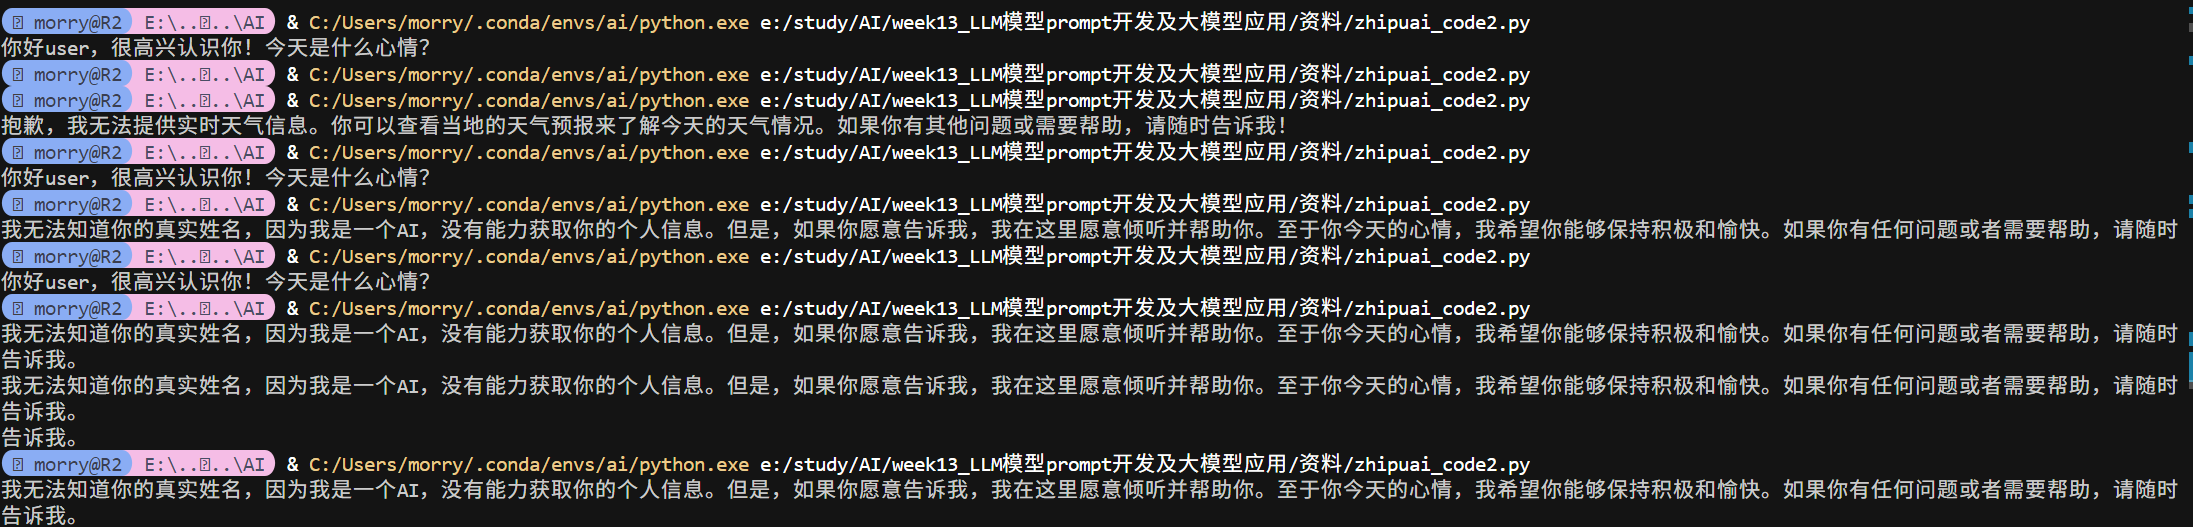 morry@R2 E:\....\AI & C:/Users/morry/.conda/envs/ai/python.exe e:/study/AI/week13_LLM模型prompt开发及大模型应用/资料/zhipuai_code2.py
你好user，很高兴认识你！今天是什么心情？
morry@R2 E:\....\AI & C:/Users/morry/.conda/envs/ai/python.exe e:/study/AI/week13_LLM模型prompt开发及大模型应用/资料/zhipuai_code2.py
morry@R2 E:\....\AI & C:/Users/morry/.conda/envs/ai/python.exe e:/study/AI/week13_LLM模型prompt开发及大模型应用/资料/zhipuai_code2.py
抱歉，我无法提供实时天气信息。你可以查看当地的天气预报来了解今天的天气情况。如果你有其他问题或需要帮助，请随时告诉我！
morry@R2 E:\....\AI & C:/Users/morry/.conda/envs/ai/python.exe e:/study/AI/week13_LLM模型prompt开发及大模型应用/资料/zhipuai_code2.py
你好user，很高兴认识你！今天是什么心情？
morry@R2 E:\....\AI & C:/Users/morry/.conda/envs/ai/python.exe e:/study/AI/week13_LLM模型prompt开发及大模型应用/资料/zhipuai_code2.py
我无法知道你的真实姓名，因为我是一个AI，没有能力获取你的个人信息。但是，如果你愿意告诉我，我在这里愿意倾听并帮助你。至于你今天的心情，我希望你能够保持积极和愉快。如果你有任何问题或者需要帮助，请随时
morry@R2 E:\....\AI & C:/Users/morry/.conda/envs/ai/python.exe e:/study/AI/week13_LLM模型prompt开发及大模型应用/资料/zhipuai_code2.py
你好user，很高兴认识你！今天是什么心情？
morry@R2 E:\....\AI & C:/Users/morry/.conda/envs/ai/python.exe e:/study/AI/week13_LLM模型prompt开发及大模型应用/资料/zhipuai_code2.py
我无法知道你的真实姓名，因为我是一个AI，没有能力获取你的个人信息。但是，如果你愿意告诉我，我在这里愿意倾听并帮助你。至于你今天的心情，我希望你能够保持积极和愉快。如果你有任何问题或者需要帮助，请随时
告诉我。
我无法知道你的真实姓名，因为我是一个AI，没有能力获取你的个人信息。但是，如果你愿意告诉我，我在这里愿意倾听并帮助你。至于你今天的心情，我希望你能够保持积极和愉快。如果你有任何问题或者需要帮助，请随时
告诉我。
告诉我。
morry@R2 E:\....\AI & C:/Users/morry/.conda/envs/ai/python.exe e:/study/AI/week13_LLM模型prompt开发及大模型应用/资料/zhipuai_code2.py
我无法知道你的真实姓名，因为我是一个AI，没有能力获取你的个人信息。但是，如果你愿意告诉我，我在这里愿意倾听并帮助你。至于你今天的心情，我希望你能够保持积极和愉快。如果你有任何问题或者需要帮助，请随时
告诉我。